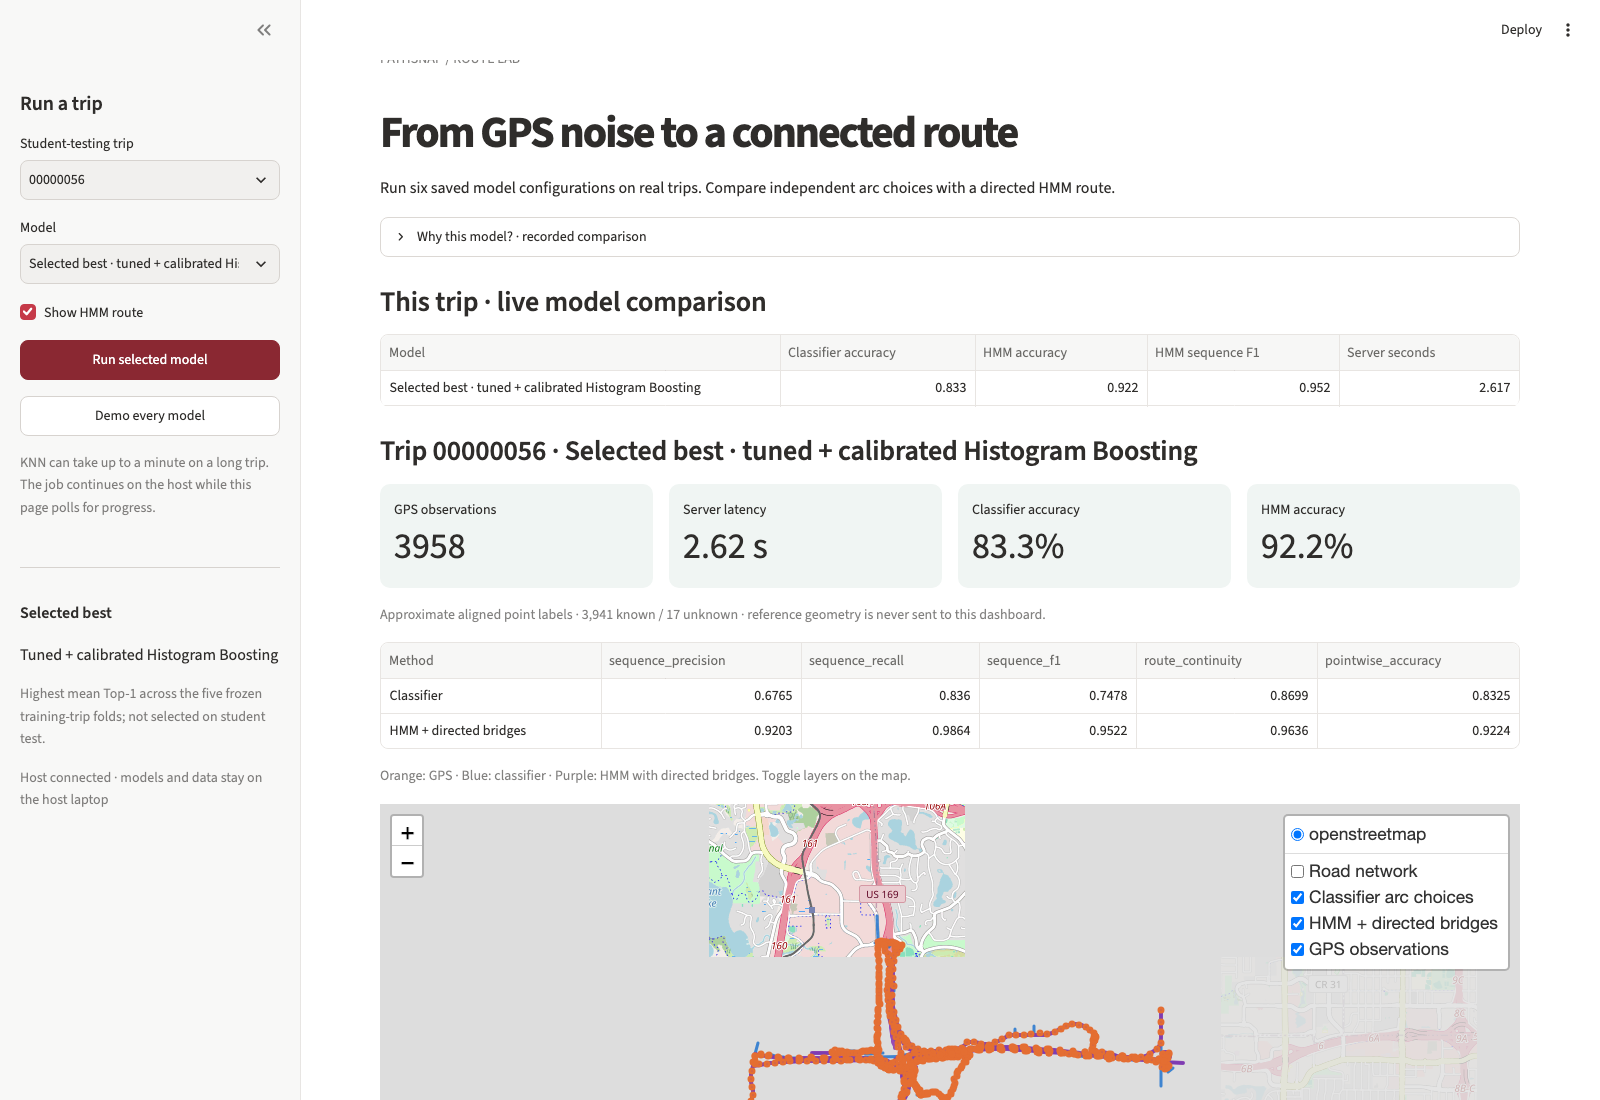 Deploy
Run a trip
Student-testing trip
00000056
Model
Selected best · tuned + calibrated Hi
Show HMM route
Run selected model
Demo every model
KNN can take up to a minute on a long trip.
The job continues on the host while this
page polls for progress.
Selected best
Tuned + calibrated Histogram Boosting
Highest mean Top-1 across the five frozen
training-trip folds; not selected on student
test.
Host connected · models and data stay on
the host laptop
From GPS noise to a connected route
Run six saved model configurations on real trips. Compare independent arc choices with a directed HMM route.
Why this model? · recorded comparison
This trip · live model comparison
Model Classifier accuracy HMM accuracy HMM sequence F1 Server seconds
Selected best · tuned + calibrated Histogram Boosting 0.833 0.922 0.952 2.617
Trip 00000056 · Selected best · tuned + calibrated Histogram Boosting
GPS observations Server latency Classifier accuracy HMM accuracy
3958 2.62 s 83.3% 92.2%
Approximate aligned point labels · 3,941 known / 17 unknown · reference geometry is never sent to this dashboard.
Method sequence_precision sequence_recall sequence_f1 route_continuity pointwise_accuracy
Classifier 0.6765 0.836 0.7478 0.8699 0.8325
HMM + directed bridges 0.9203 0.9864 0.9522 0.9636 0.9224
Orange: GPS · Blue: classifier · Purple: HMM with directed bridges. Toggle layers on the map.
+
−
openstreetmap
Road network
Classifier arc choices
HMM + directed bridges
GPS observations
106A
161
161
US 169
161
160
CR 31
9A
6
6B